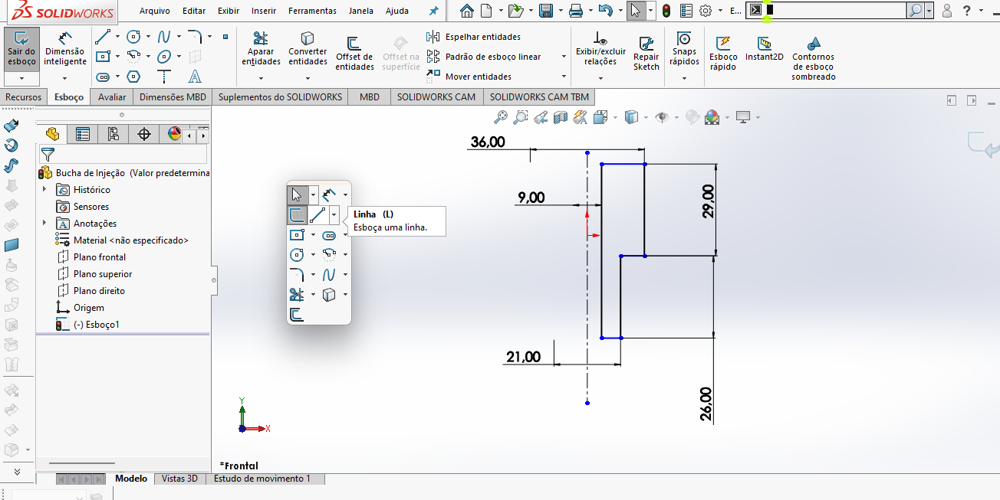 SOLIDWORKS
Arquivo Editar Exibir Inserir Ferramentas Janela Ajuda
E...
?
Sair do
esboço
Dimensão
inteligente
Aparar
entidades
Converter
entidades
Offset de
entidades
Offset na
superfície
Espelhar entidades
Padrão de esboço linear
Mover entidades
Exibir/excluir
relações
Repair
Sketch
Snaps
rápidos
Esboço
rápido
Instant2D
Contornos
de esboço
sombreado
Recursos Esboço Avaliar Dimensões MBD Suplementos do SOLIDWORKS MBD SOLIDWORKS CAM SOLIDWORKS CAM TBM
Bucha de Injeção (Valor predetermina
Histórico
Sensores
Anotações
Material <não especificado>
Plano frontal
Plano superior
Plano direito
Origem
(-) Esboço1
Linha (L)
Esboça uma linha.
36,00
9,00
29,00
21,00
26,00
Y
X
*Frontal
Modelo Vistas 3D Estudo de movimento 1